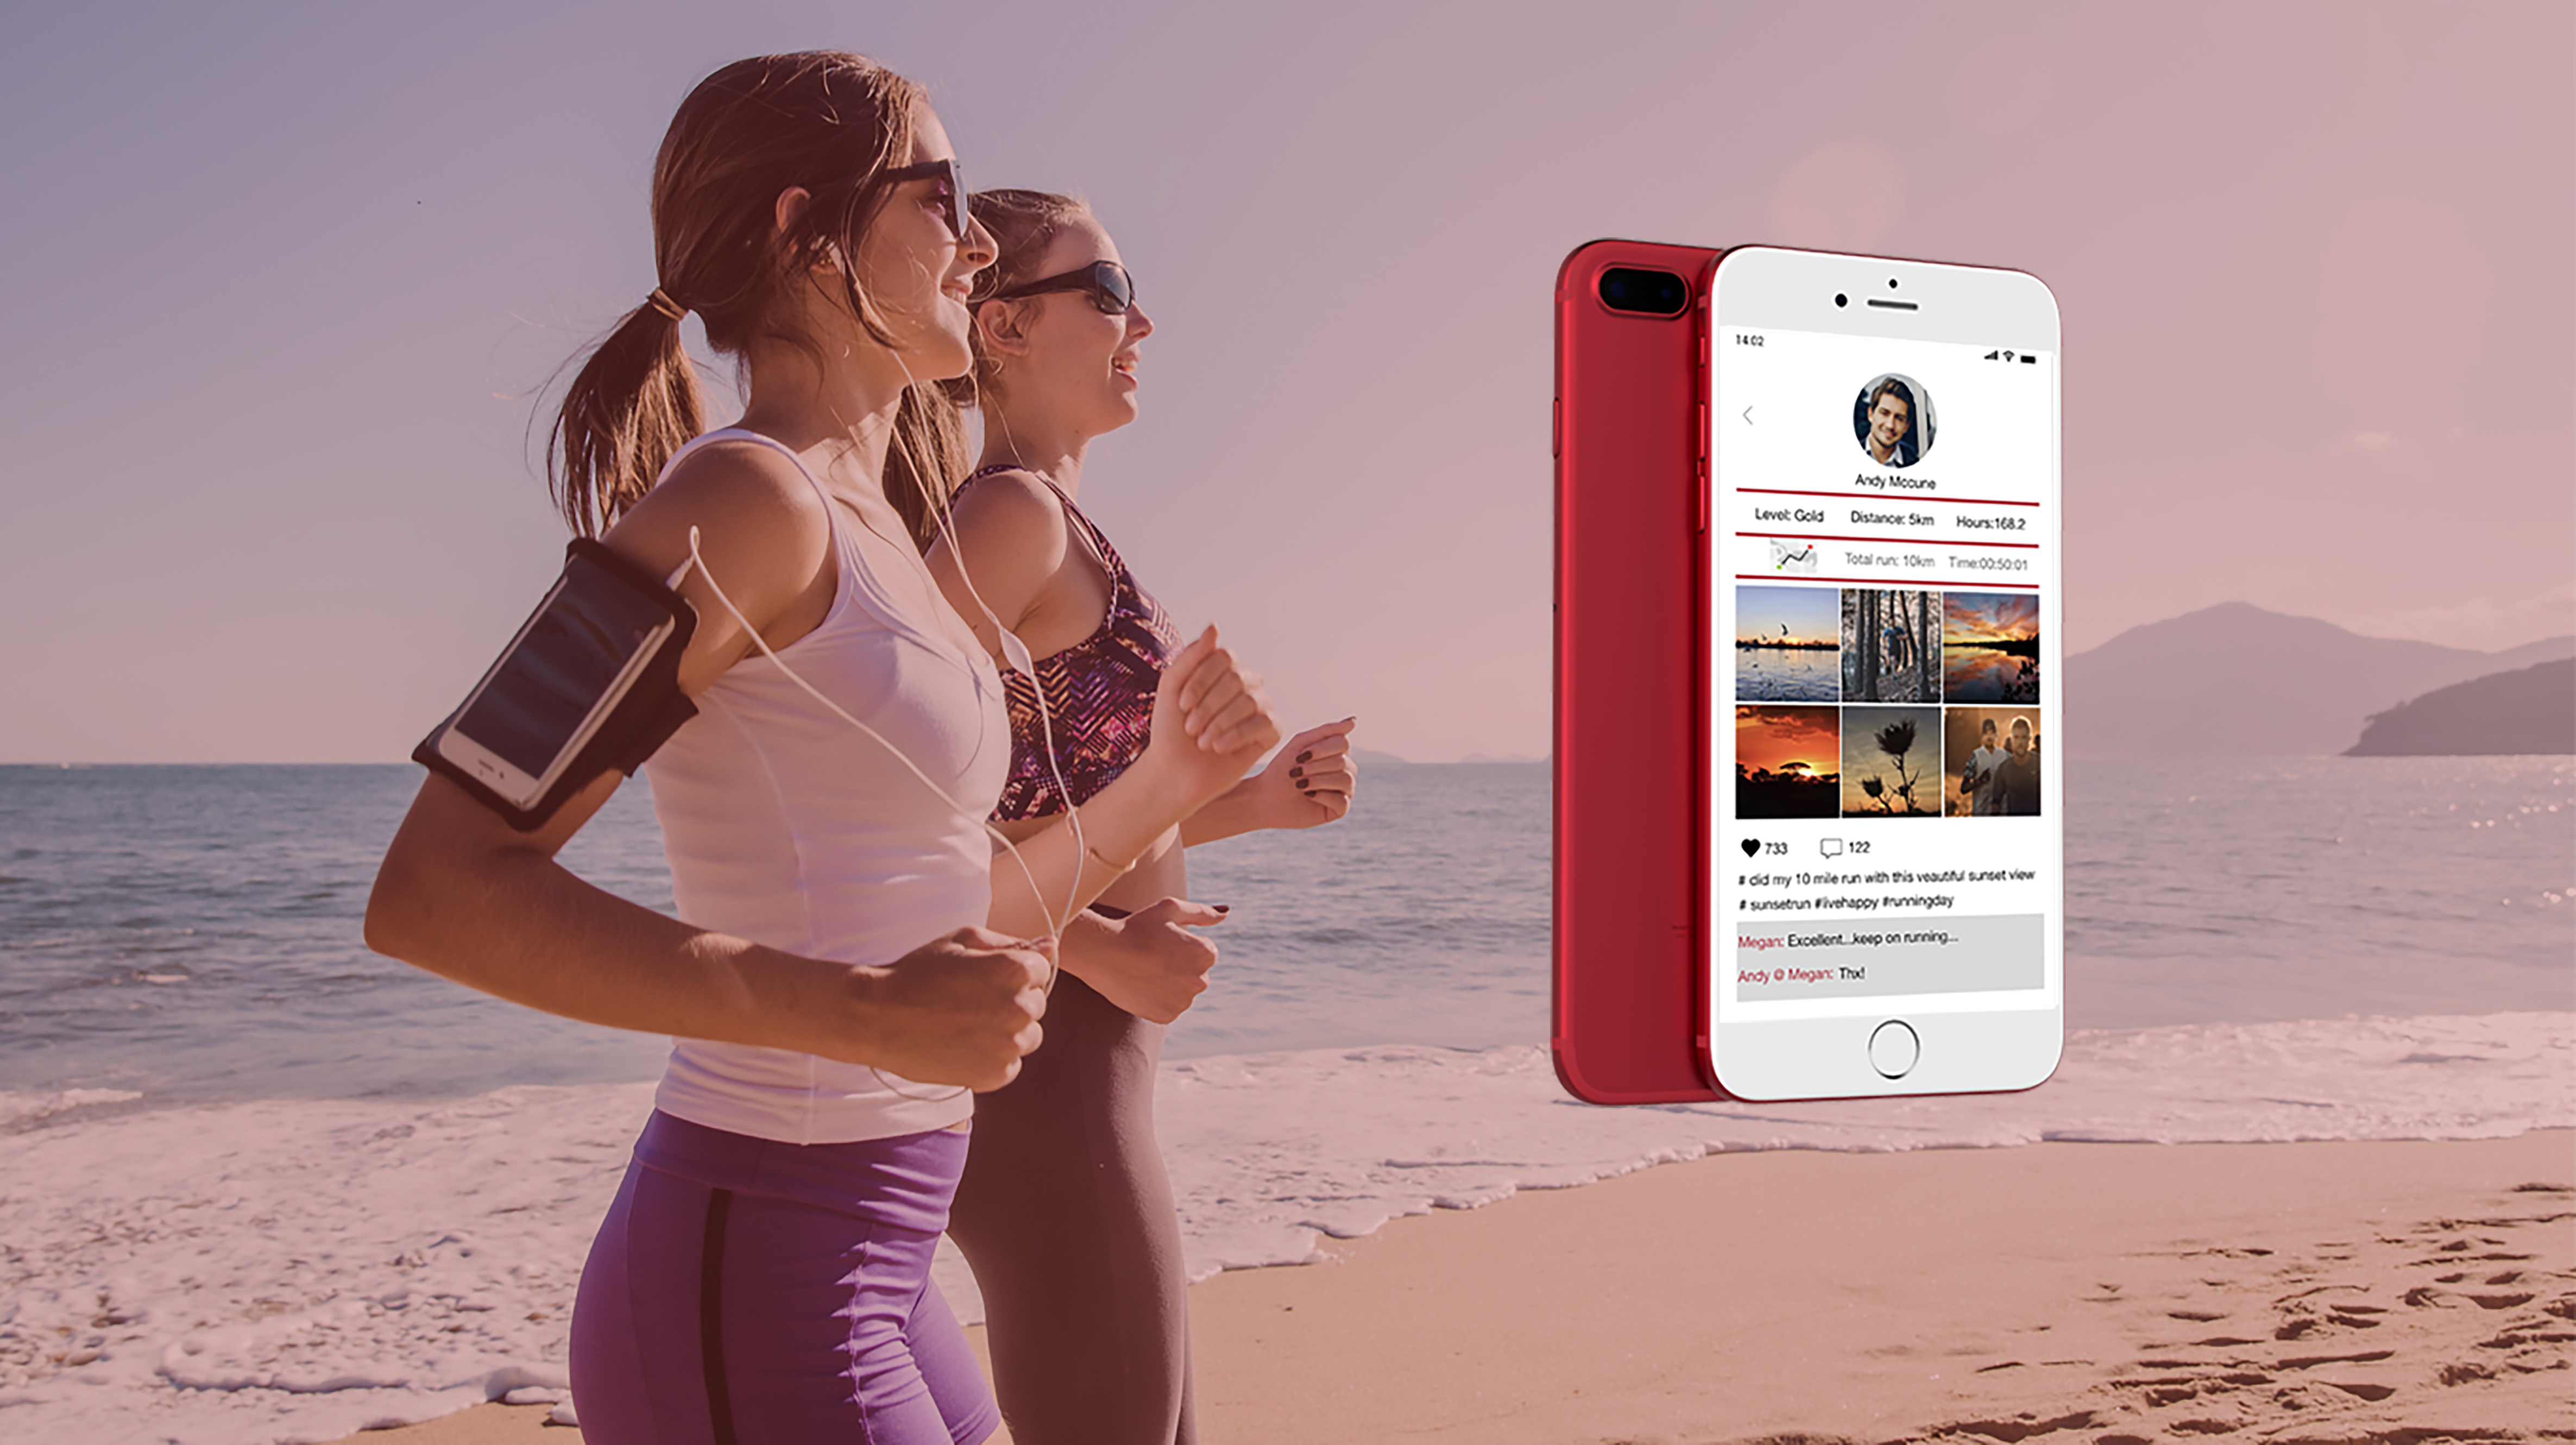 14:02
Andy Mccune
Level: Gold Distance: 5km Hours:168.2
Total run: 10km Time:00:50:01
733 122
# did my 10 mile run with this veautiful sunset view
# sunsetrun #livehappy #runningday
Megan: Excellent...keep on running...
Andy @ Megan: Thx!